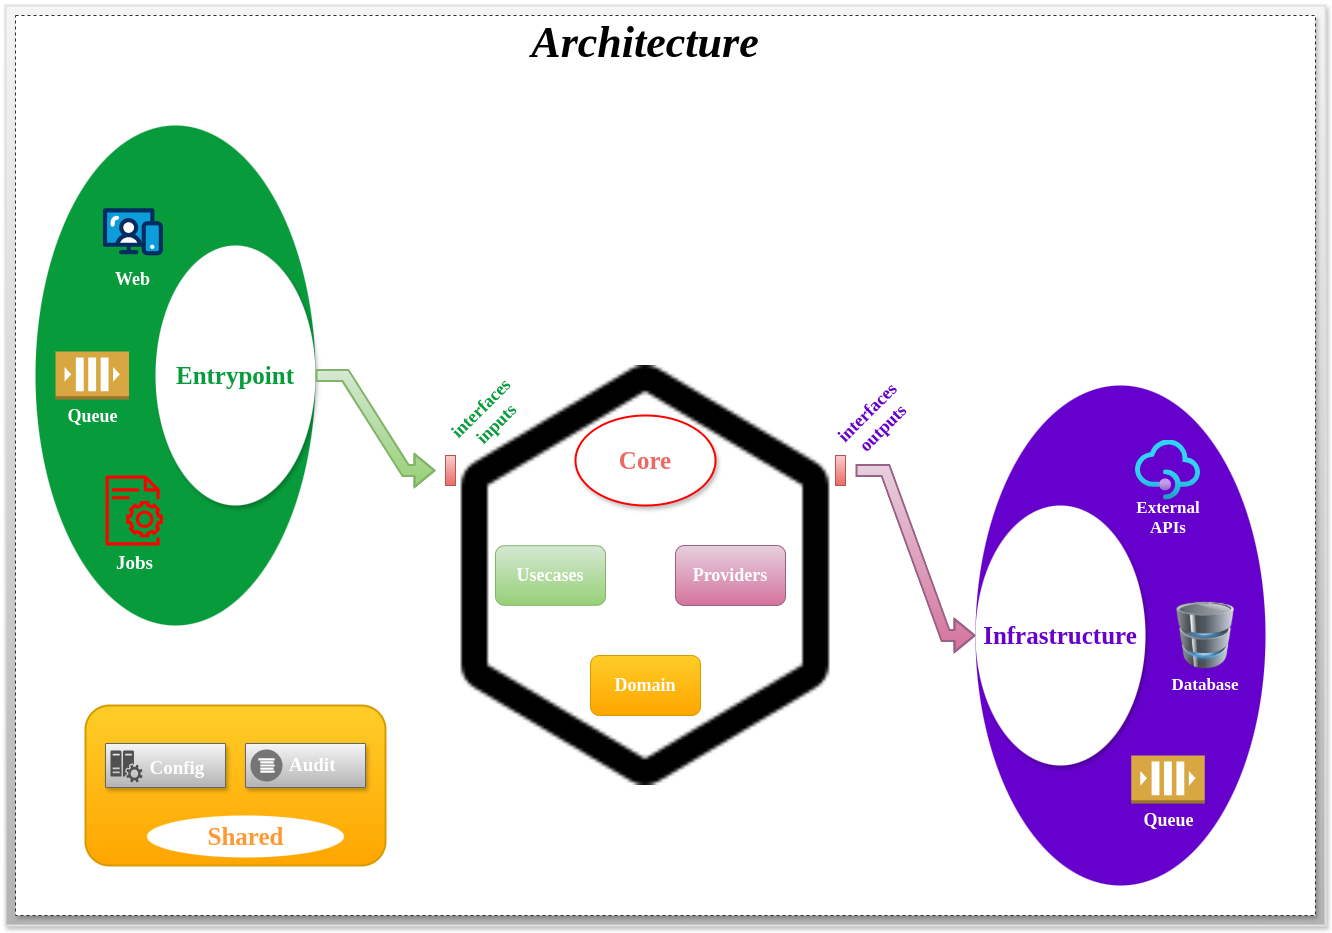 Architecture
Web
Entrypoint
Queue
Jobs
interfaces
inputs
interfaces
outputs
Core
Usecases
Providers
Domain
External
APIs
Infrastructure
Database
Queue
Config
Audit
Shared